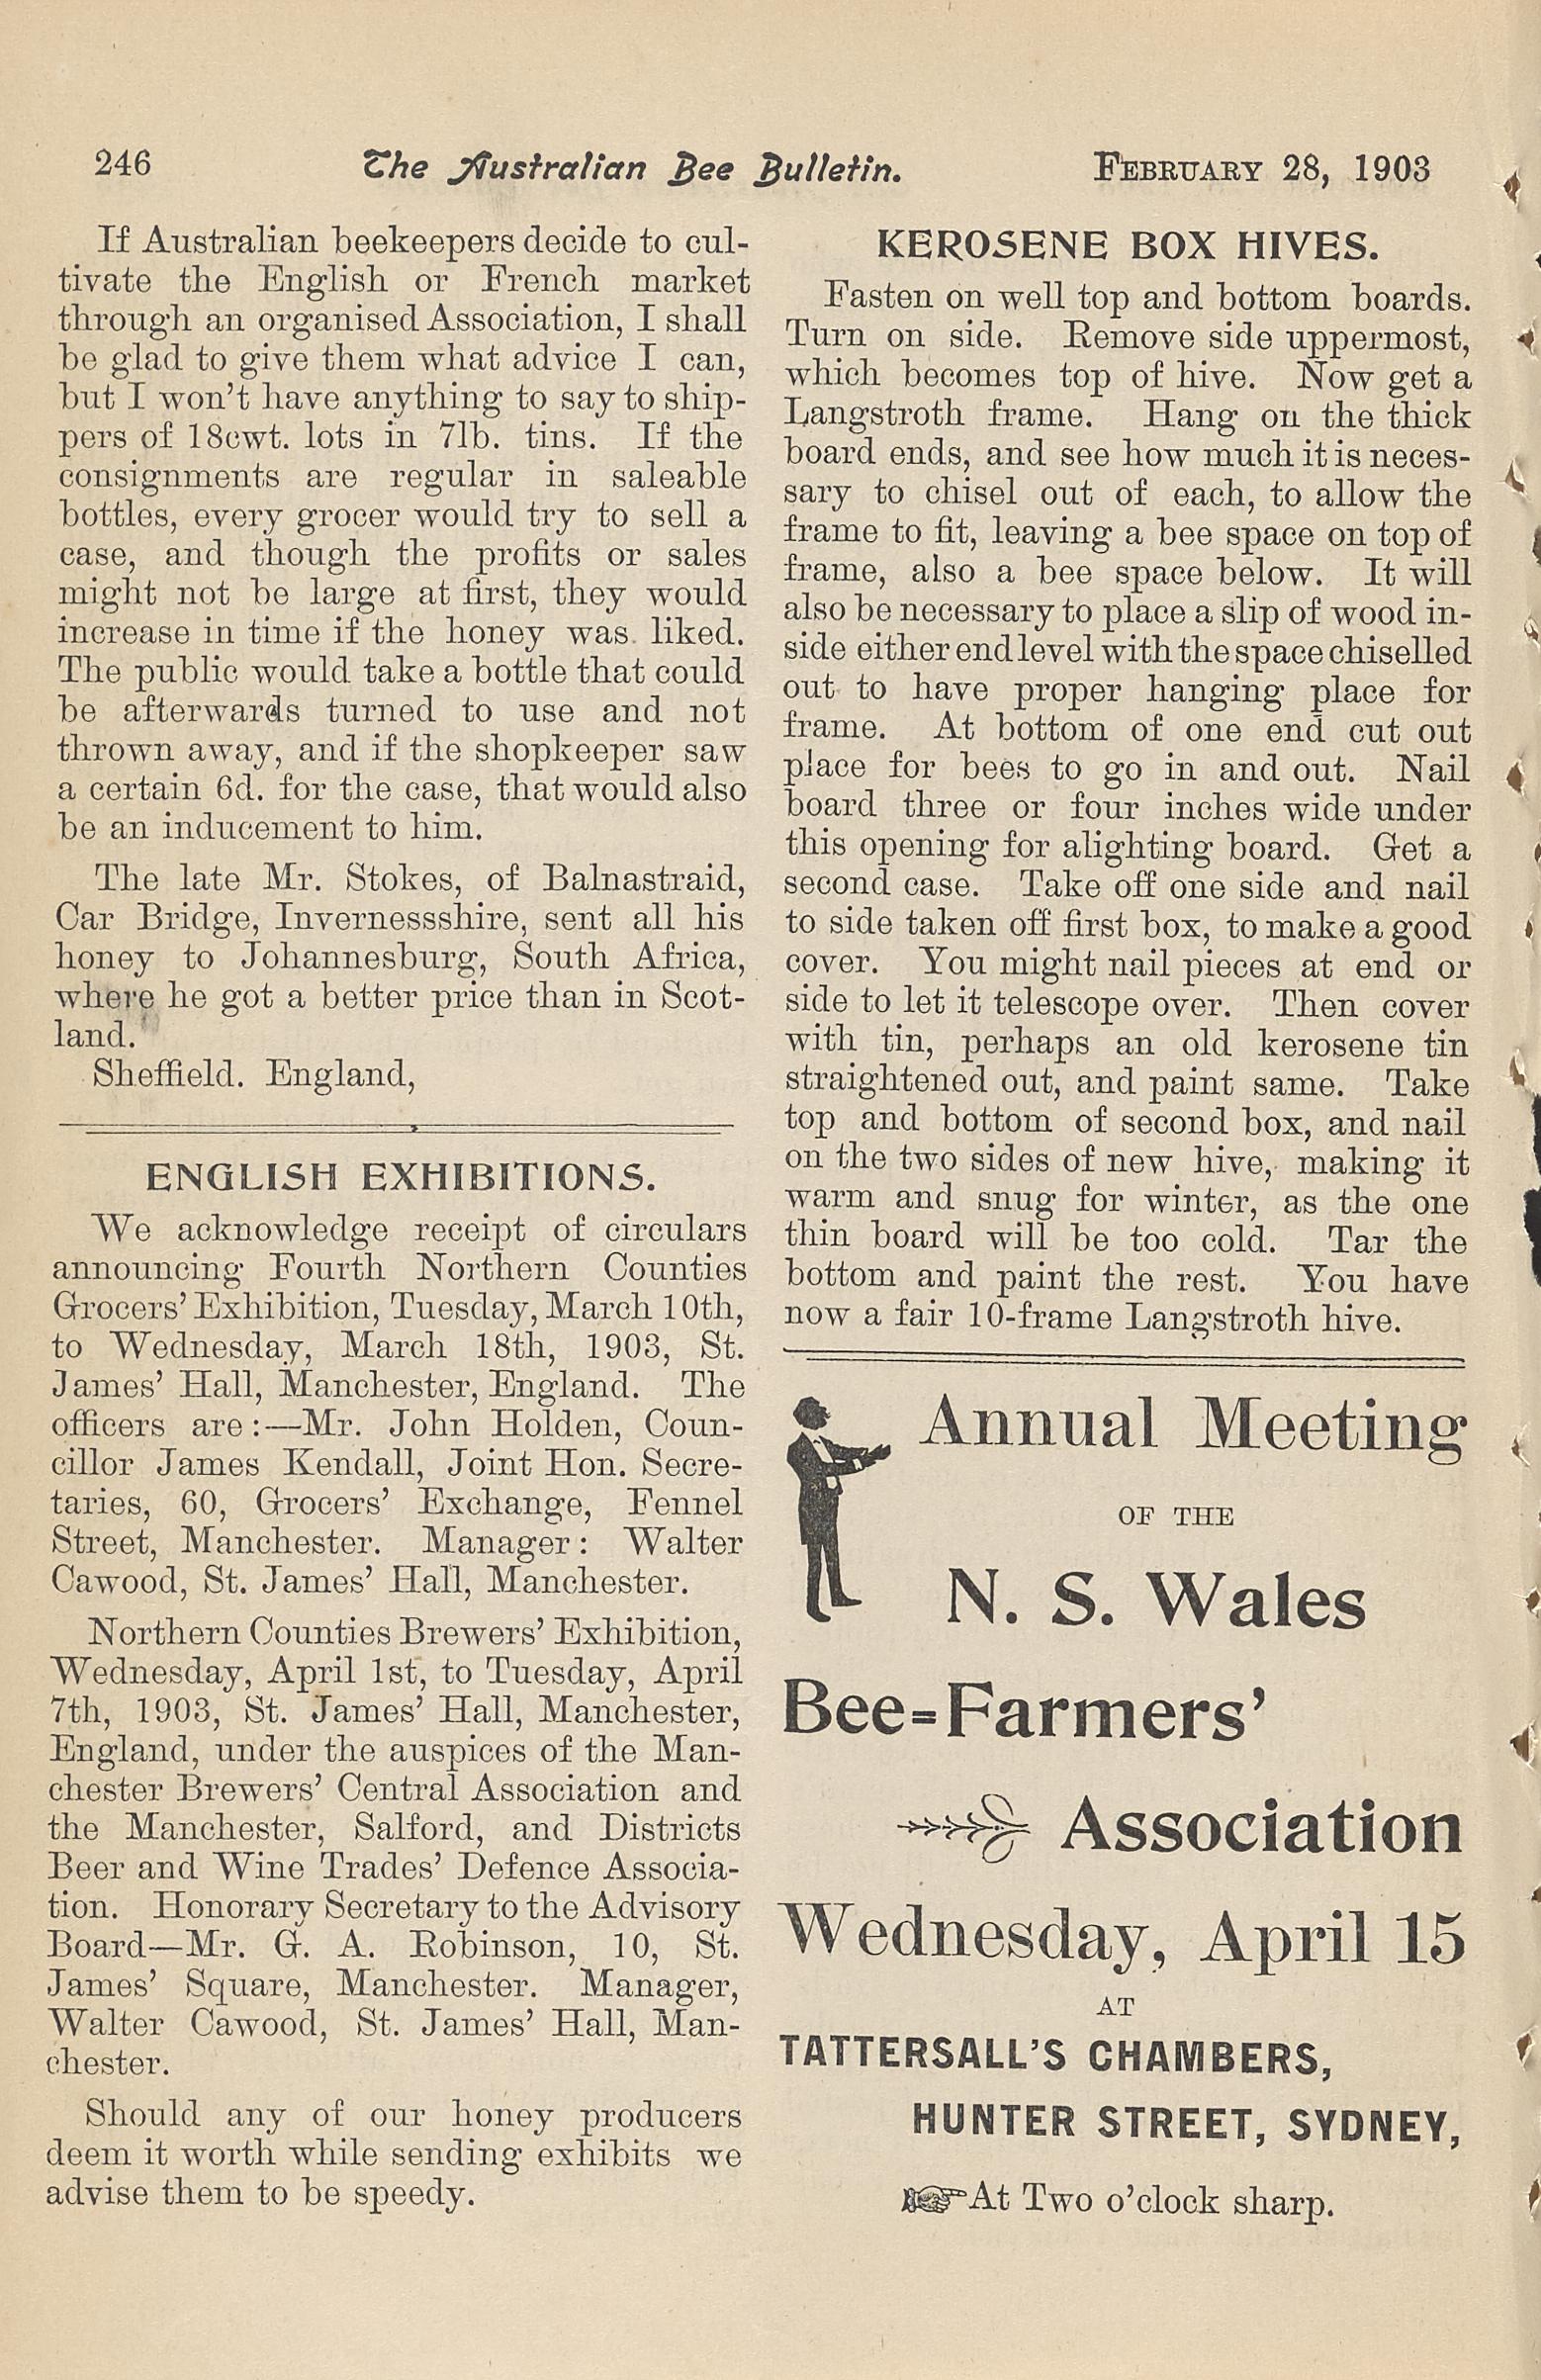 246 The Australian Bee Bulletin. FEBRUARY 28, 1903
If Australian beekeepers decide to cul-
tivate the English or French market
through an organised Association, I shall
be glad to give them what advice I can,
but I won't have anything to say to ship-
pers of 18cwt. lots in 7lb. tins. If the
consignments are regular in saleable
bottles, every grocer would try to sell a
case, and though the profits or sales
might not be large at first, they would
increase in time if the honey was liked.
The public would take a bottle that could
be afterwards turned to use and not
thrown away, and if the shopkeeper saw
a certain 6d. for the case, that would also
be an inducement to him.
The late Mr. Stokes, of Balnastraid,
Car Bridge, Invernessshire, sent all his
honey to Johannesburg, South Africa,
where he got a better price than in Scot-
land.
Sheffield. England,
ENGLISH EXHIBITIONS.
We acknowledge receipt of circulars
announcing Fourth Northern Counties
Grocers' Exhibition, Tuesday, March 10th,
to Wednesday, March 18th, 1903, St.
James' Hall, Manchester, England. The
officers are:—Mr. John Holden, Coun-
cillor James Kendall, Joint Hon. Secre-
taries, 60, Grocers' Exchange, Fennel
Street, Manchester. Manager: Walter
Cawood, St. James' Hall, Manchester.
Northern Counties Brewers' Exhibition,
Wednesday, April 1st, to Tuesday, April
7th, 1903, St. James' Hall, Manchester,
England, under the auspices of the Man-
chester Brewers' Central Association and
the Manchester, Salford, and Districts
Beer and Wine Trades' Defence Associa-
tion. Honorary Secretary to the Advisory
Board—Mr. G. A. Robinson, 10, St.
James' Square, Manchester. Manager,
Walter Cawood, St. James' Hall, Man-
chester.
Should any of our honey producers
deem it worth while sending exhibits we
advise them to be speedy.
KEROSENE BOX HIVES.
Fasten on well top and bottom boards.
Turn on side. Remove side uppermost,
which becomes top of hive. Now get a
Langstroth frame. Hang on the thick
board ends, and see how much it is neces-
sary to chisel out of each, to allow the
frame to fit, leaving a bee space on top of
frame, also a bee space below. It will
also be necessary to place a slip of wood in-
side either end level with the space chiselled
out to have proper hanging place for
frame. At bottom of one end cut out
place for bees to go in and out. Nail
board three or four inches wide under
this opening for alighting board. Get a
second case. Take off one side and nail
to side taken off first box, to make a good
cover. You might nail pieces at end or
side to let it telescope over. Then cover
with tin, perhaps an old kerosene tin
straightened out, and paint same. Take
top and bottom of second box, and nail
on the two sides of new hive, making it
warm and snug for winter, as the one
thin board will be too cold. Tar the
bottom and paint the rest. You have
now a fair 10-frame Langstroth hive.
Annual Meeting
OF THE
N. S. Wales
Bee=Farmers'
Association
Wednesday, April 15
AT
TATTERSALL'S CHAMBERS,
HUNTER STREET, SYDNEY,
At Two o'clock sharp.